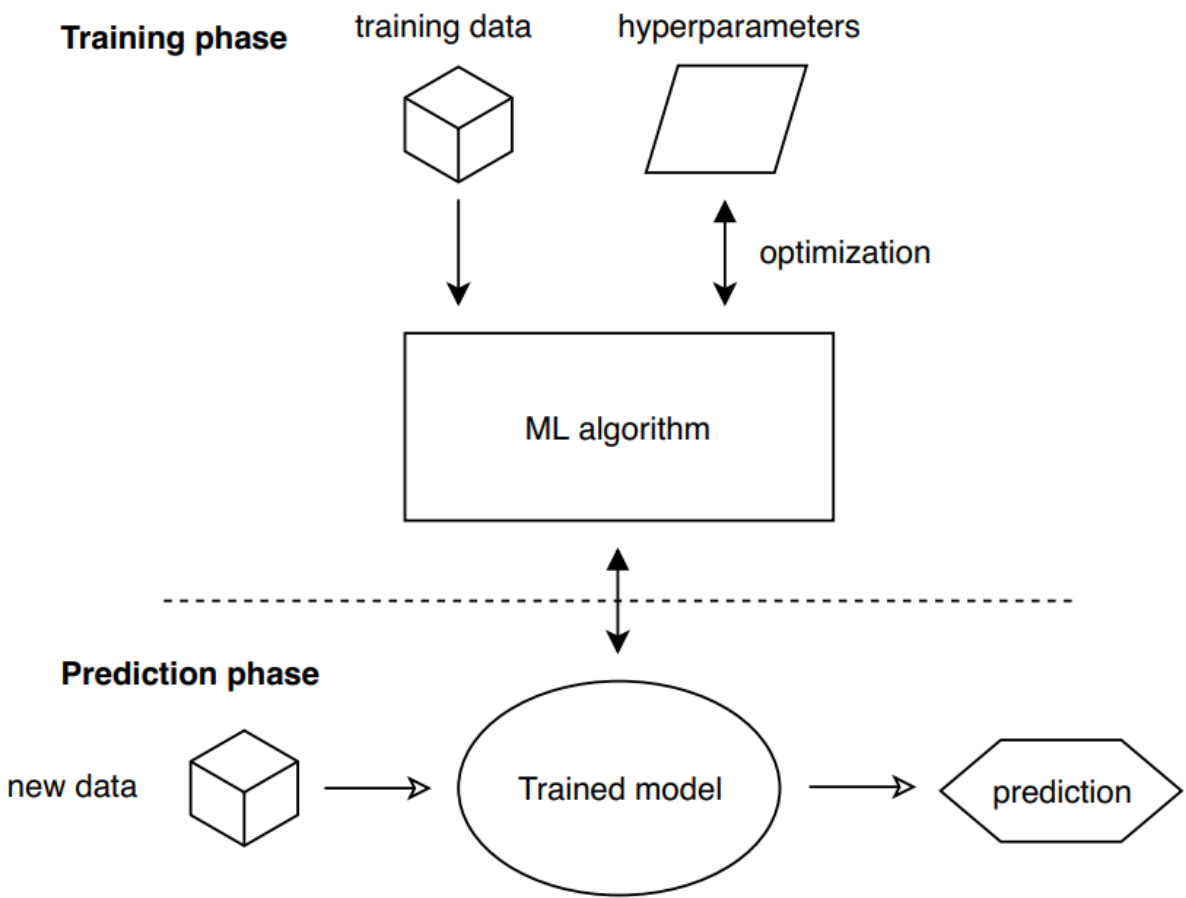 Training phase
training data
hyperparameters
optimization
ML algorithm
Prediction phase
new data
Trained model
prediction